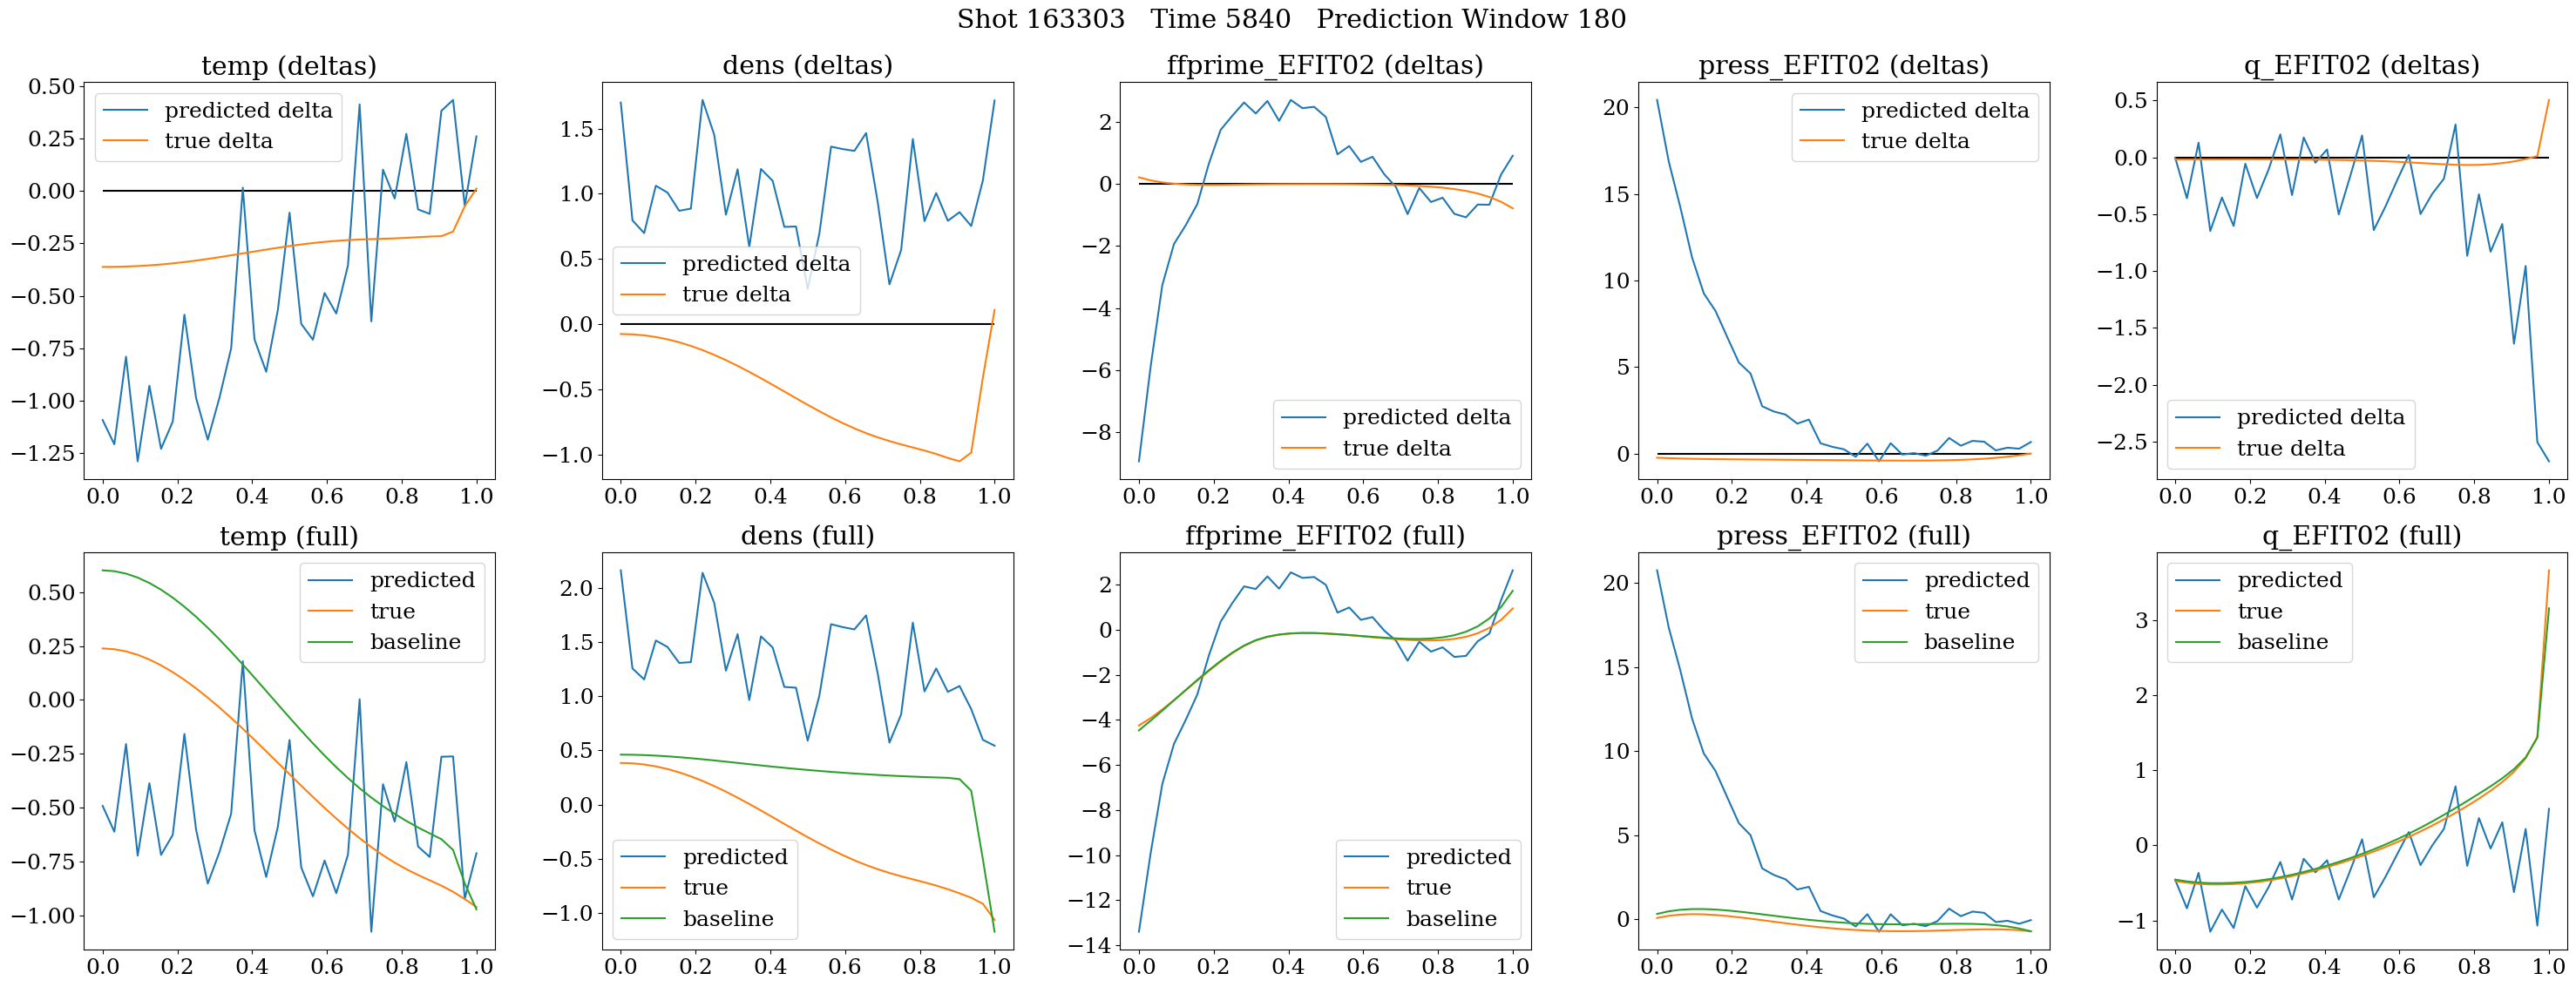 Shot 163303   Time 5840   Prediction Window 180
temp (deltas)
0.50
0.25
0.00
−0.25
−0.50
−0.75
−1.00
−1.25
predicted delta
true delta
0.0 0.2 0.4 0.6 0.8 1.0
dens (deltas)
1.5
1.0
0.5
0.0
−0.5
−1.0
predicted delta
true delta
0.0 0.2 0.4 0.6 0.8 1.0
ffprime_EFIT02 (deltas)
2
0
−2
−4
−6
−8
predicted delta
true delta
0.0 0.2 0.4 0.6 0.8 1.0
press_EFIT02 (deltas)
20
15
10
5
0
predicted delta
true delta
0.0 0.2 0.4 0.6 0.8 1.0
q_EFIT02 (deltas)
0.5
0.0
−0.5
−1.0
−1.5
−2.0
−2.5
predicted delta
true delta
0.0 0.2 0.4 0.6 0.8 1.0
temp (full)
0.50
0.25
0.00
−0.25
−0.50
−0.75
−1.00
predicted
true
baseline
0.0 0.2 0.4 0.6 0.8 1.0
dens (full)
2.0
1.5
1.0
0.5
0.0
−0.5
−1.0
predicted
true
baseline
0.0 0.2 0.4 0.6 0.8 1.0
ffprime_EFIT02 (full)
2
0
−2
−4
−6
−8
−10
−12
−14
predicted
true
baseline
0.0 0.2 0.4 0.6 0.8 1.0
press_EFIT02 (full)
20
15
10
5
0
predicted
true
baseline
0.0 0.2 0.4 0.6 0.8 1.0
q_EFIT02 (full)
3
2
1
0
−1
predicted
true
baseline
0.0 0.2 0.4 0.6 0.8 1.0